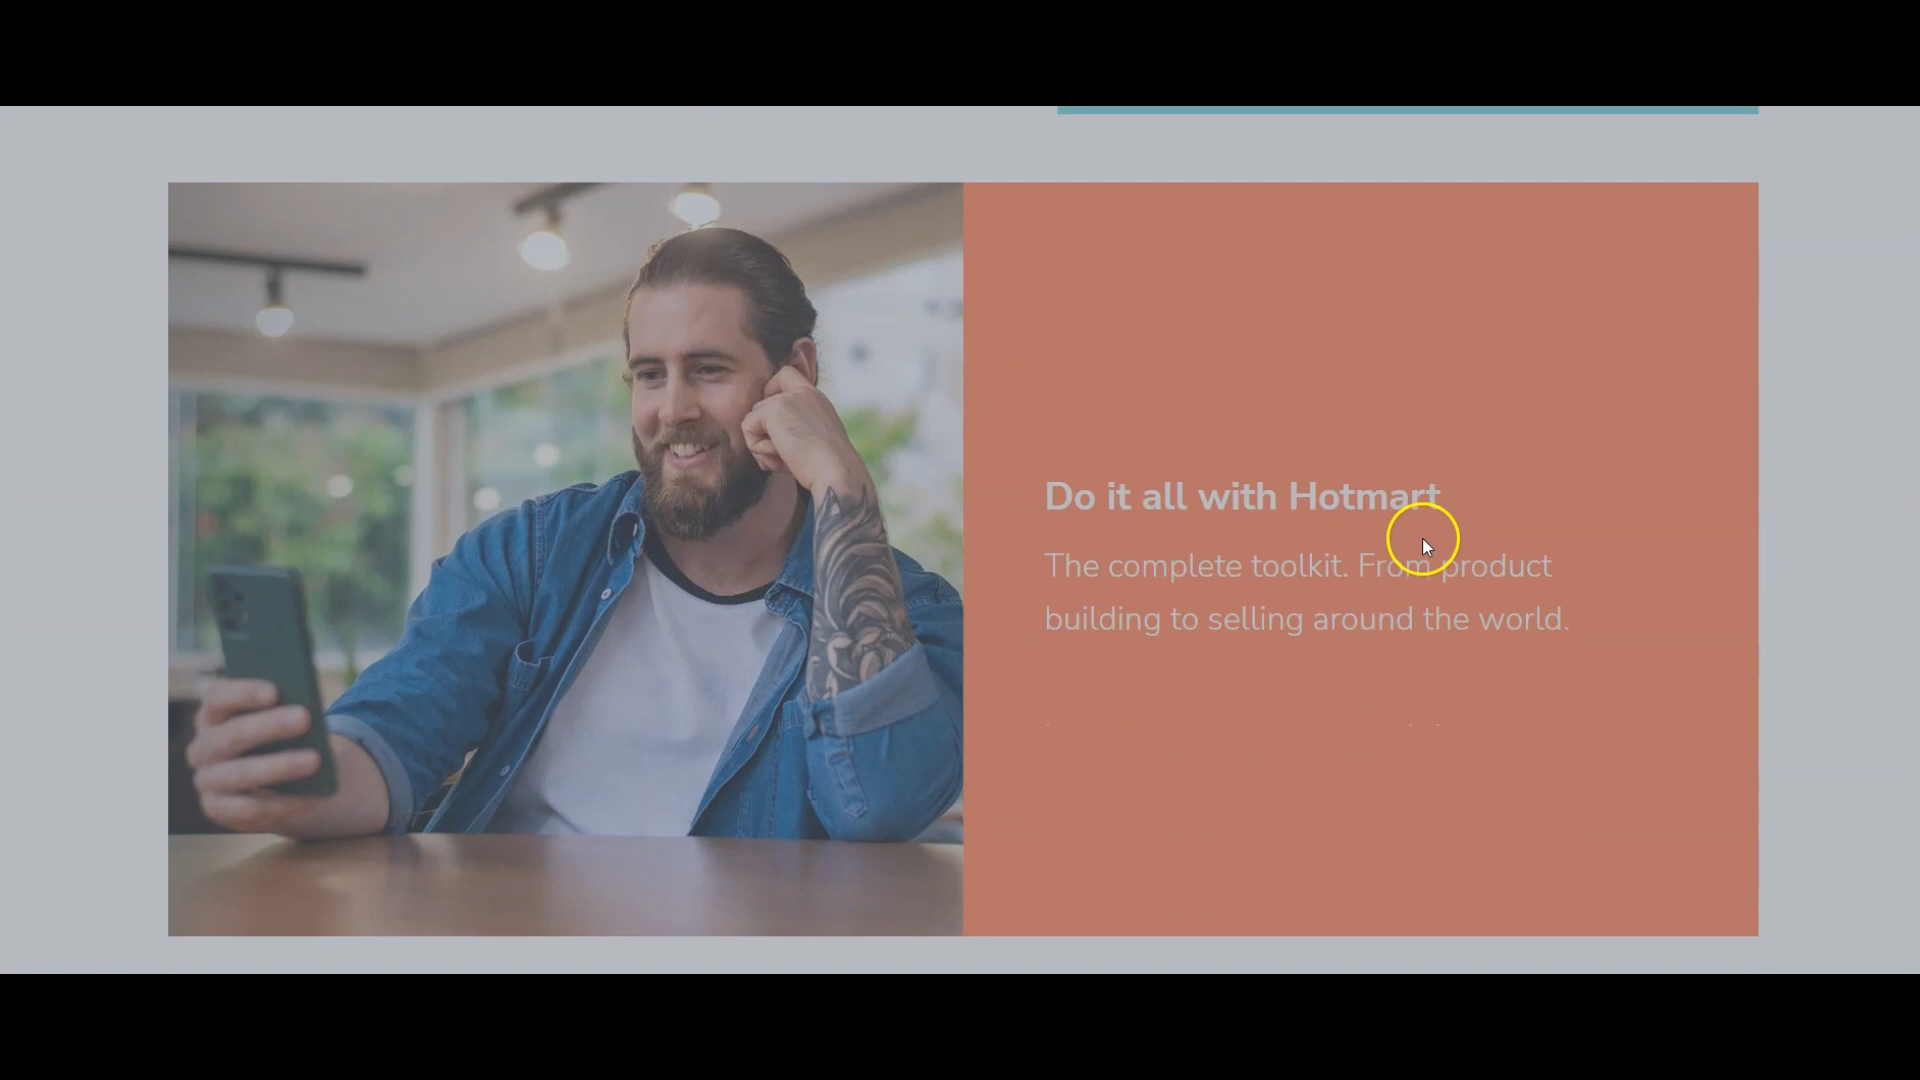 Do it all with Hotmart
The complete toolkit. From product
building to selling around the world.